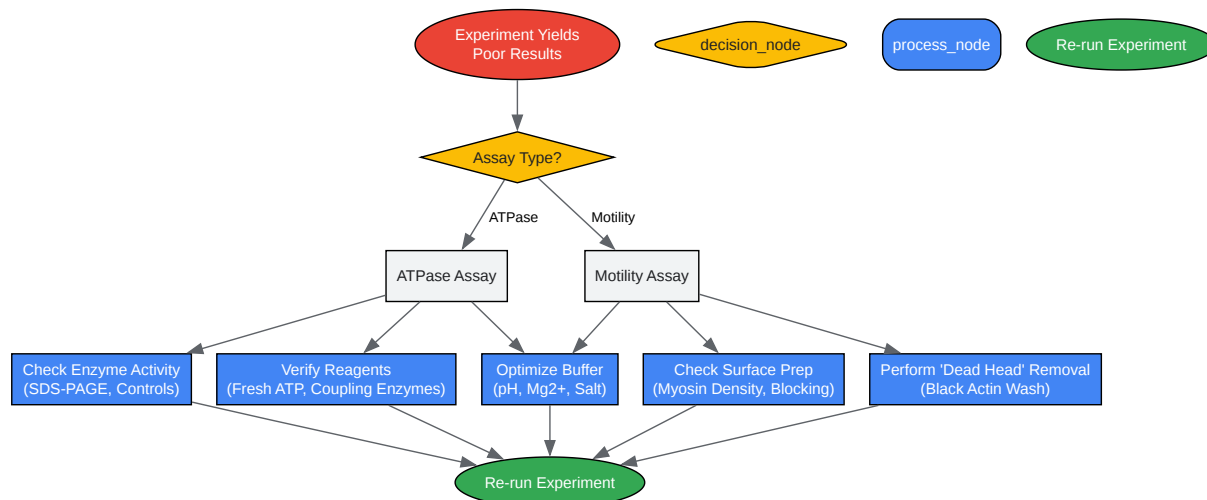 Experiment Yields
Poor Results
decision_node
process_node
Re-run Experiment
Assay Type?
ATPase
Motility
ATPase Assay
Motility Assay
Check Enzyme Activity
(SDS-PAGE, Controls)
Verify Reagents
(Fresh ATP, Coupling Enzymes)
Optimize Buffer
(pH, Mg2+, Salt)
Check Surface Prep
(Myosin Density, Blocking)
Perform 'Dead Head' Removal
(Black Actin Wash)
Re-run Experiment